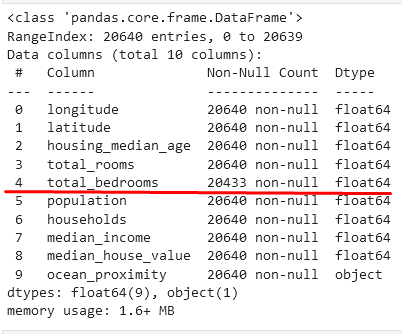 <class 'pandas.core.frame.DataFrame'>
RangeIndex: 20640 entries, 0 to 20639
Data columns (total 10 columns):
 #   Column              Non-Null Count  Dtype
---  ------              --------------  -----
 0   longitude           20640 non-null  float64
 1   latitude            20640 non-null  float64
 2   housing_median_age  20640 non-null  float64
 3   total_rooms         20640 non-null  float64
 4   total_bedrooms      20433 non-null  float64
 5   population          20640 non-null  float64
 6   households          20640 non-null  float64
 7   median_income       20640 non-null  float64
 8   median_house_value  20640 non-null  float64
 9   ocean_proximity     20640 non-null  object
dtypes: float64(9), object(1)
memory usage: 1.6+ MB